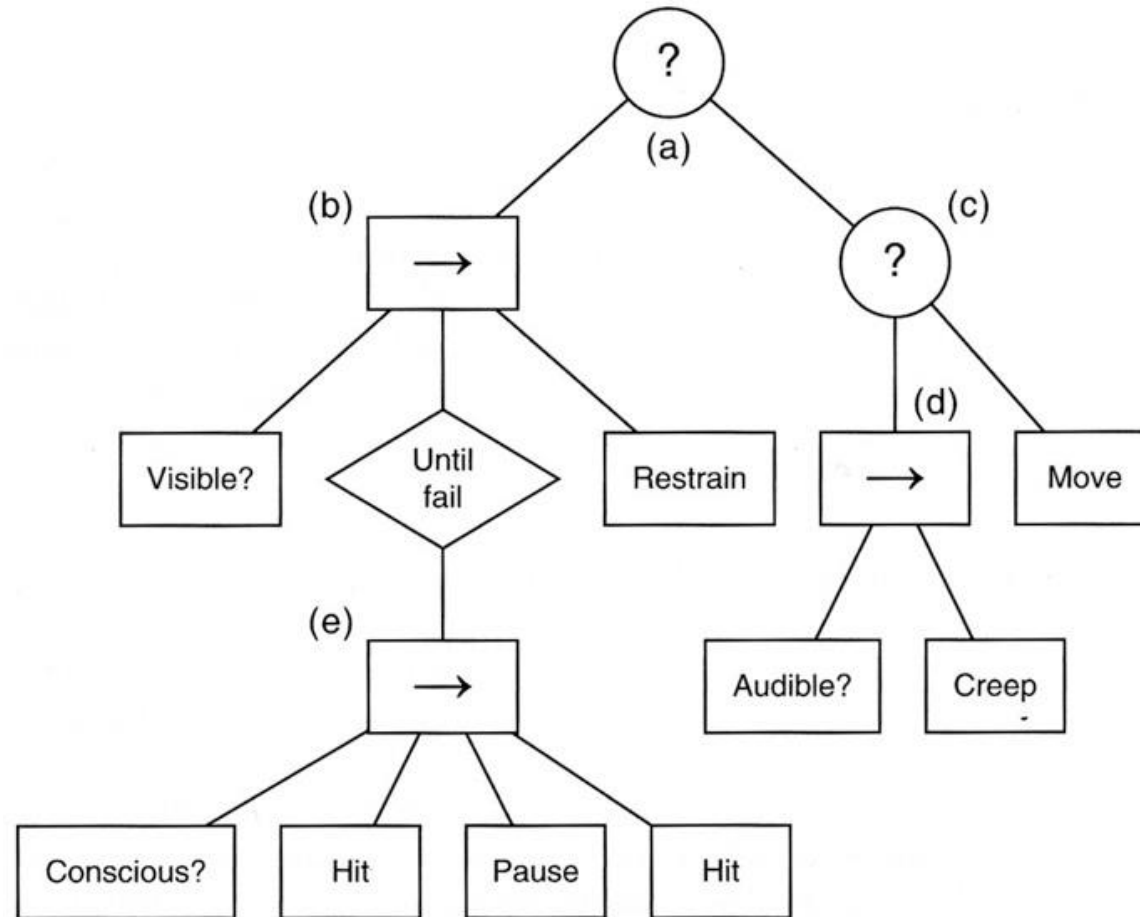 ?
(a)
(b)
→
(c)
?
Visible?
Until
fail
Restrain
(d)
→
Move
(e)
→
Audible?
Creep
Conscious?
Hit
Pause
Hit